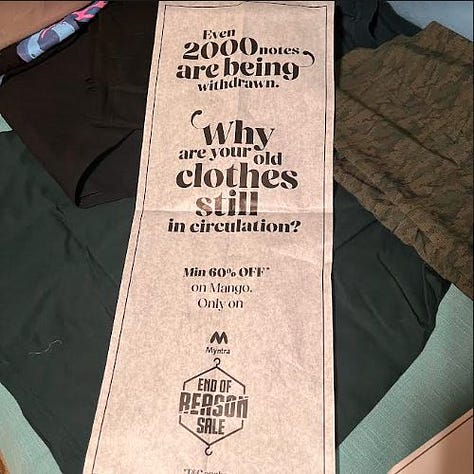 Even
2000 notes
are being
withdrawn.
Why
are your old
clothes
still
in circulation?
Min 60% OFF*
on Mango.
Only on
Myntra
END OF
REASON
SALE